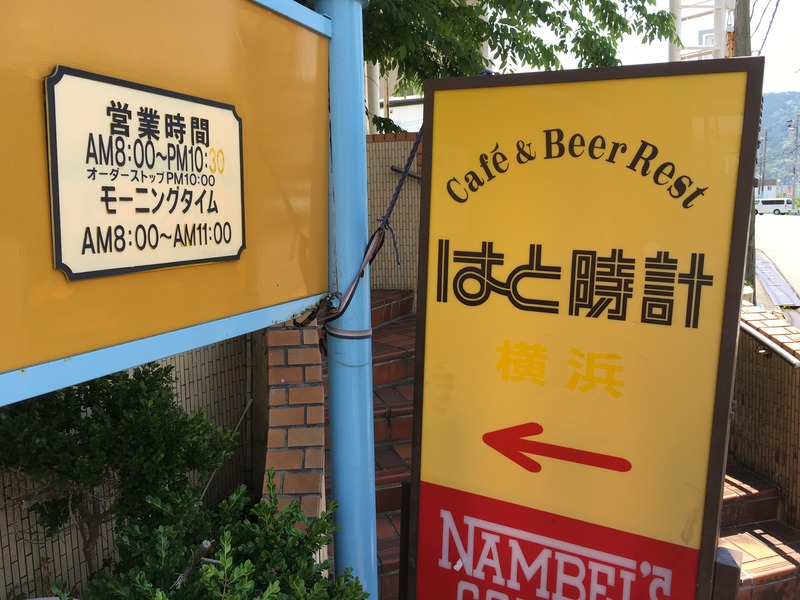 営業時間
AM8:00～PM10:30
オーダーストップPM10:00
モーニングタイム
AM8:00～AM11:00
Café & Beer Rest
はと時計
横浜
NAMBEI'S